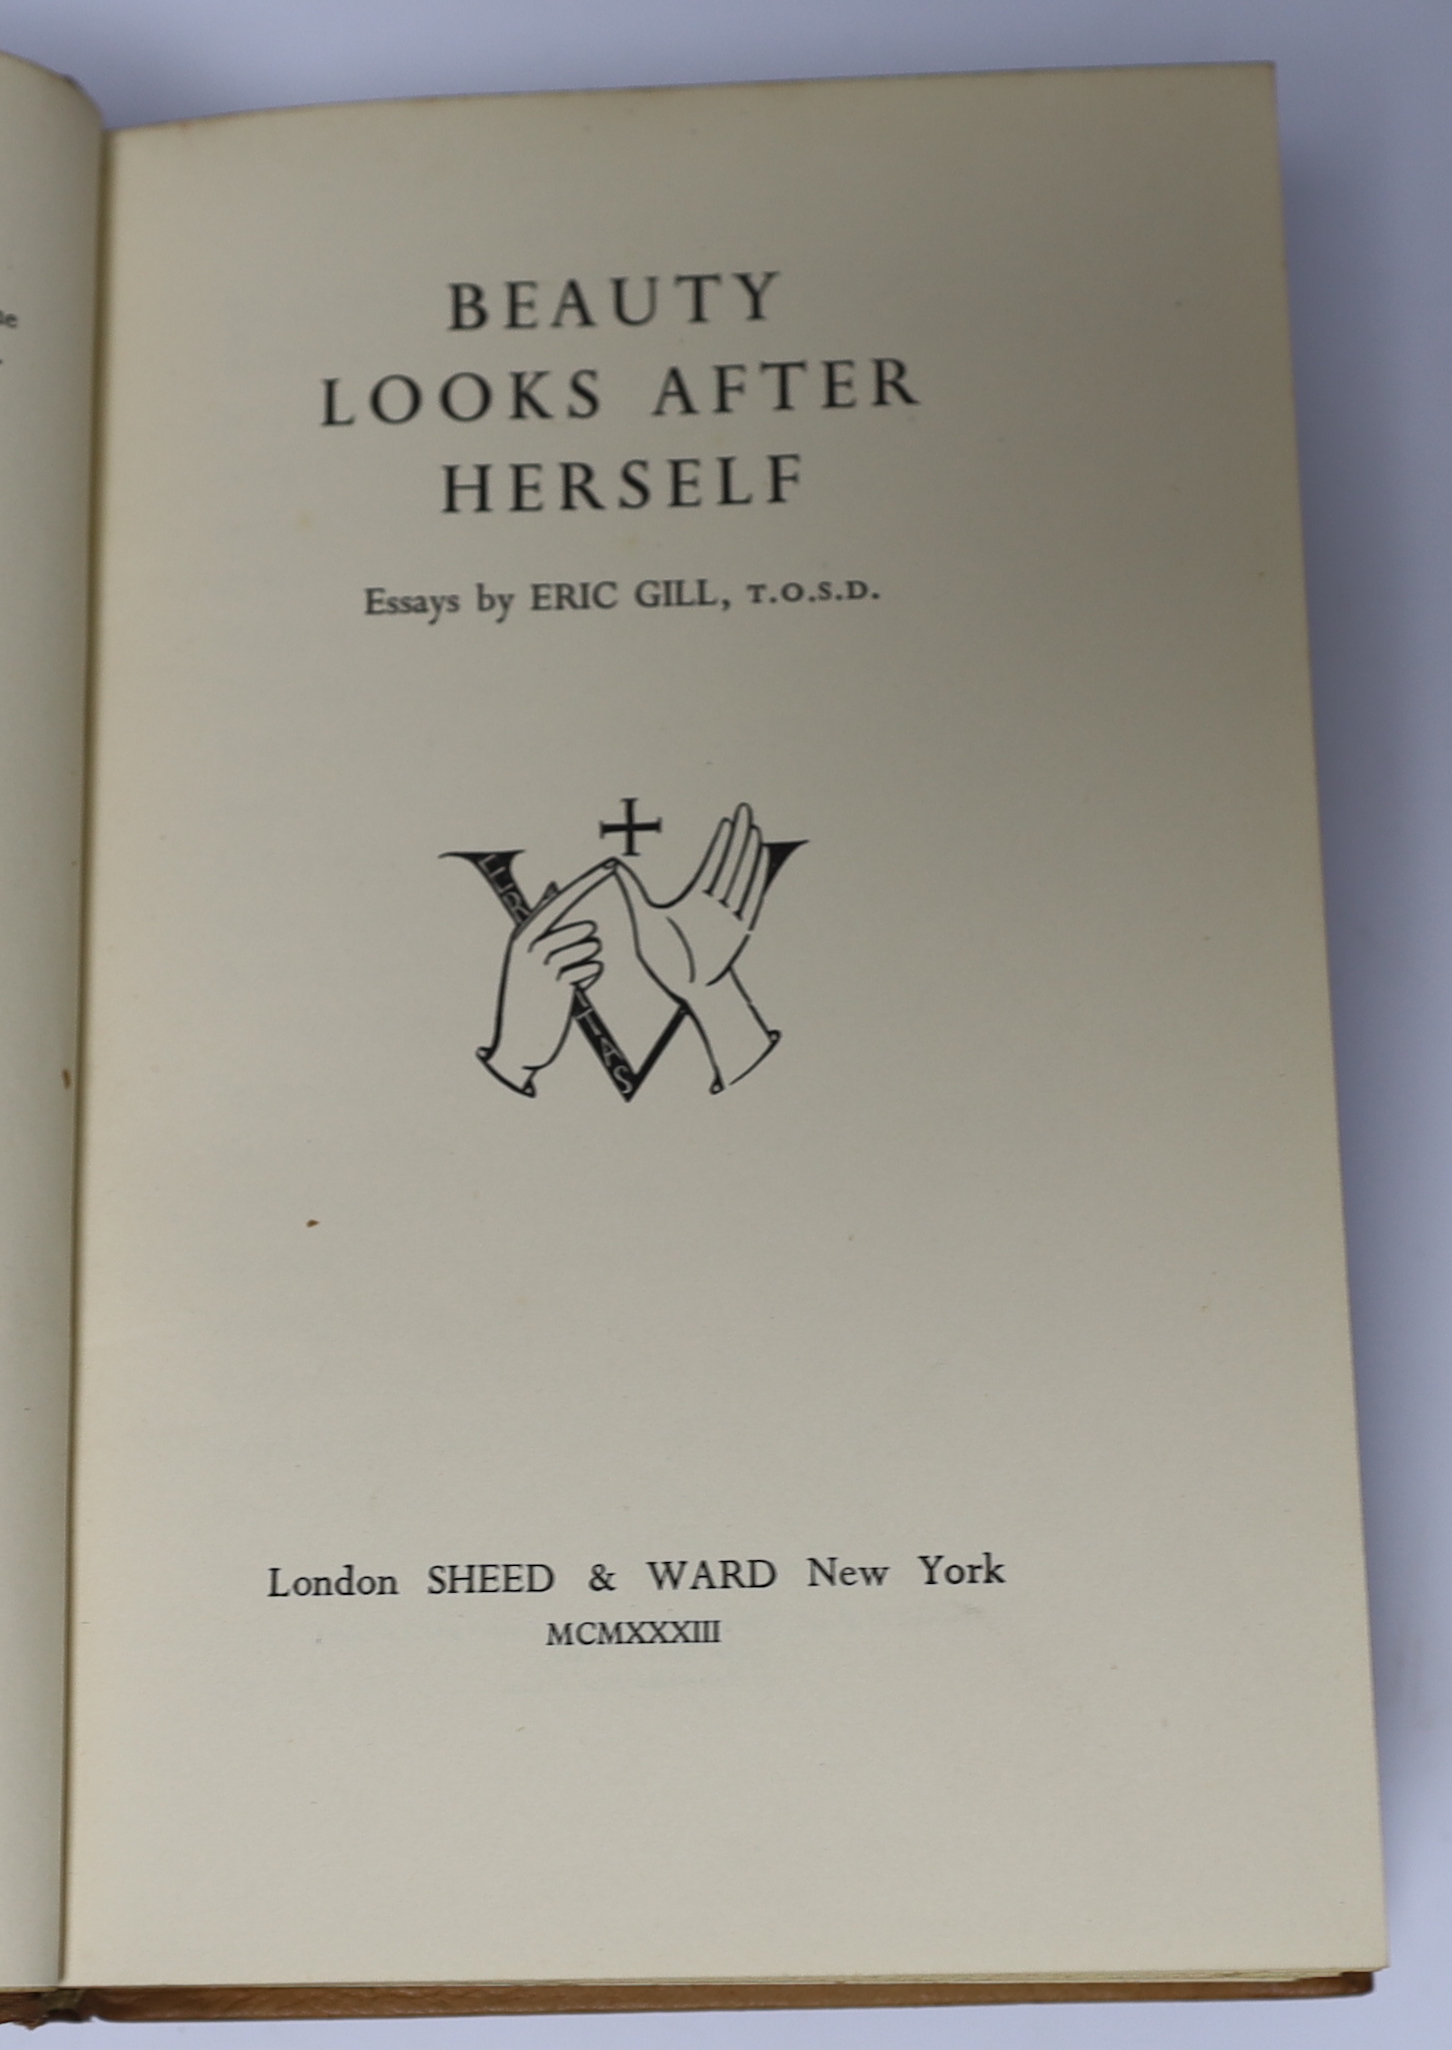 BEAUTY
LOOKS AFTER
HERSELF
Essays by ERIC GILL, T.O.S.D.
London SHEED & WARD New York
MCMXXXIII